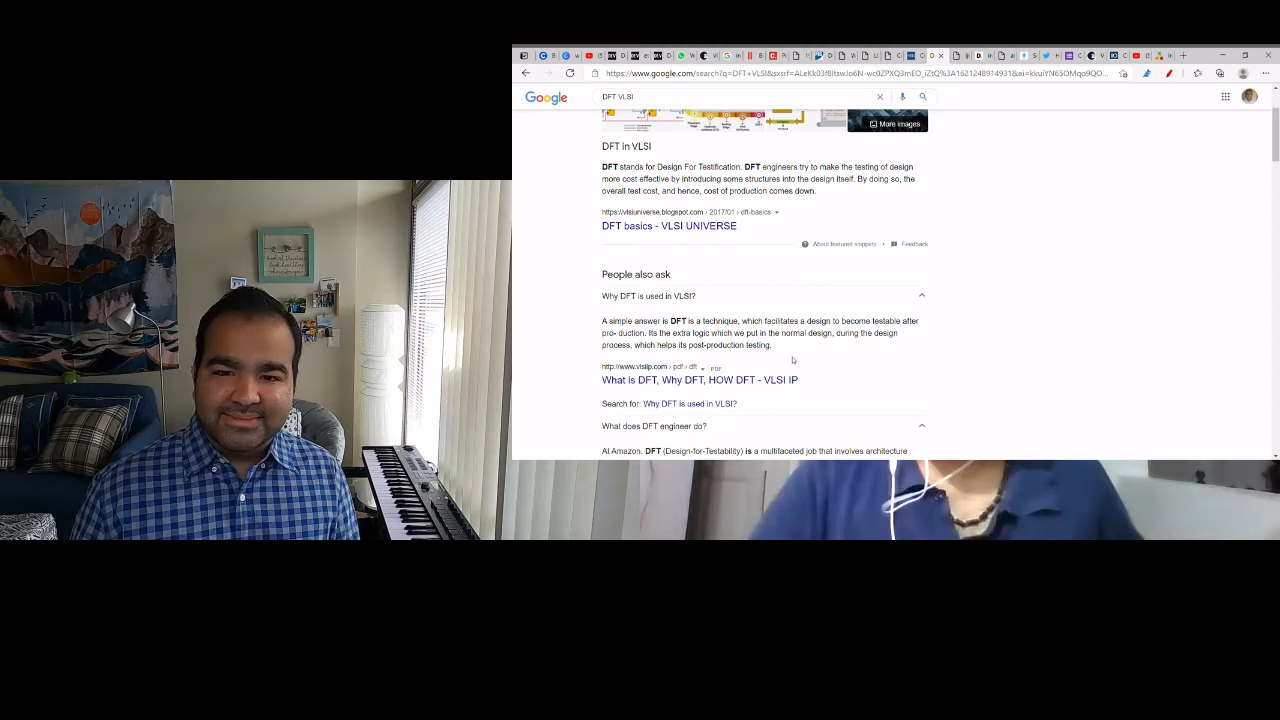 https://www.google.com/search?q=DFT+VLSI&sxsrf=ALeKk03f8ltswJo6N-wc0ZPXQ3mEO_iZtQ%3A1621248914931&ei=kkuiYN65OMqo9QO...
Google
DFT VLSI
More images
DFT in VLSI
DFT stands for Design For Testification. DFT engineers try to make the testing of design
more cost effective by introducing some structures into the design itself. By doing so, the
overall test cost, and hence, cost of production comes down.
https://vlsiuniverse.blogspot.com › 2017/01 › dft-basics
DFT basics - VLSI UNIVERSE
About featured snippets • Feedback
People also ask
Why DFT is used in VLSI?
A simple answer is DFT is a technique, which facilitates a design to become testable after
pro- duction. Its the extra logic which we put in the normal design, during the design
process, which helps its post-production testing.
http://www.vlsiip.com › pdf › dft PDF
What is DFT, Why DFT, HOW DFT - VLSI IP
Search for: Why DFT is used in VLSI?
What does DFT engineer do?
At Amazon, DFT (Design-for-Testability) is a multifaceted job that involves architecture